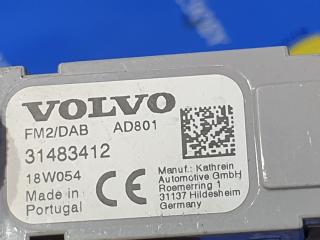 VOLVO
FM2/DAB AD801
31483412
18W054
Made in
Portugal
CE
Manuf.: Kathrein
Automotive GmbH
Roemerring 1
31137 Hildesheim
Germany